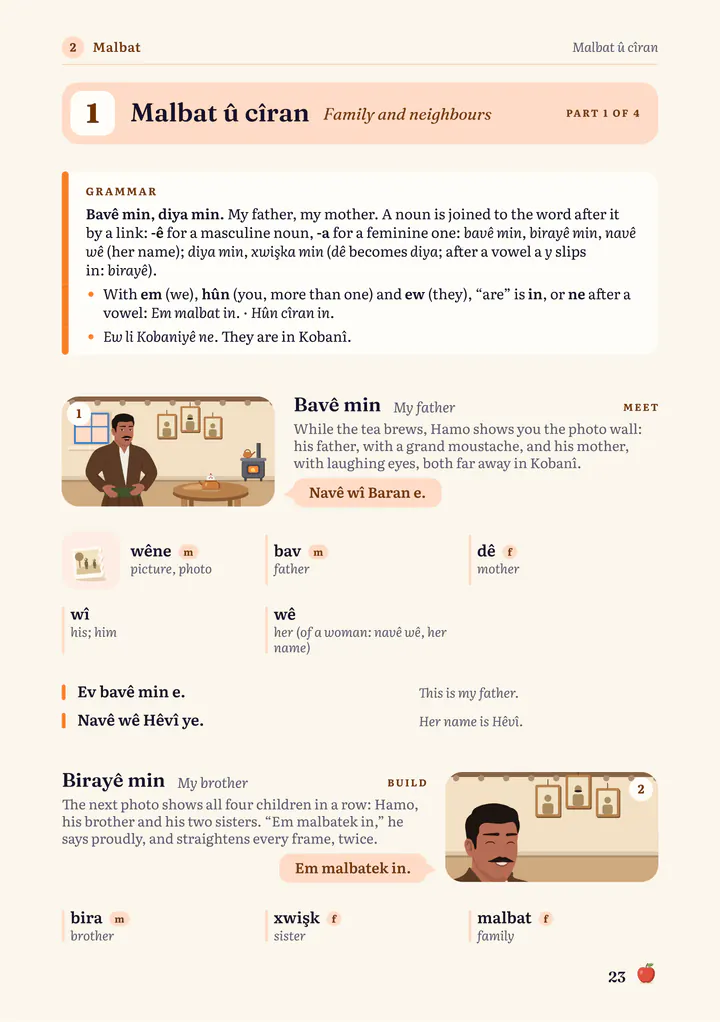 2 Malbat
Malbat û cîran
1 Malbat û cîran Family and neighbours PART 1 OF 4
GRAMMAR
Bavê min, diya min. My father, my mother. A noun is joined to the word after it
by a link: -ê for a masculine noun, -a for a feminine one: bavê min, birayê min, navê
wê (her name); diya min, xwişka min (dê becomes diya; after a vowel a y slips
in: birayê).
• With em (we), hûn (you, more than one) and ew (they), “are” is in, or ne after a
vowel: Em malbat in. · Hûn cîran in.
• Ew li Kobaniyê ne. They are in Kobanî.
1
Bavê min My father MEET
While the tea brews, Hamo shows you the photo wall:
his father, with a grand moustache, and his mother,
with laughing eyes, both far away in Kobanî.
Navê wî Baran e.
wêne m
picture, photo
bav m
father
dê f
mother
wî
his; him
wê
her (of a woman: navê wê, her
name)
Ev bavê min e. This is my father.
Navê wê Hêvî ye. Her name is Hêvî.
Birayê min My brother BUILD
The next photo shows all four children in a row: Hamo,
his brother and his two sisters. “Em malbatek in,” he
says proudly, and straightens every frame, twice.
Em malbatek in.
2
bira m
brother
xwişk f
sister
malbat f
family
23